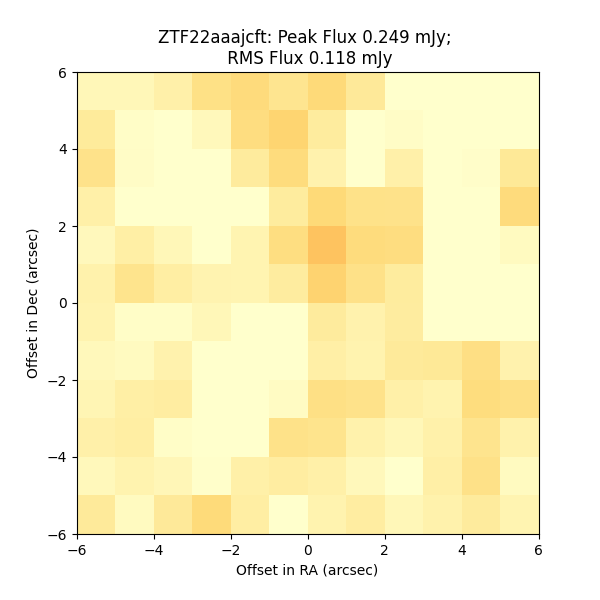 ZTF22aaajcft: Peak Flux 0.249 mJy;
RMS Flux 0.118 mJy
6
4
2
0
−2
−4
−6
Offset in Dec (arcsec)
−6 −4 −2 0 2 4 6
Offset in RA (arcsec)